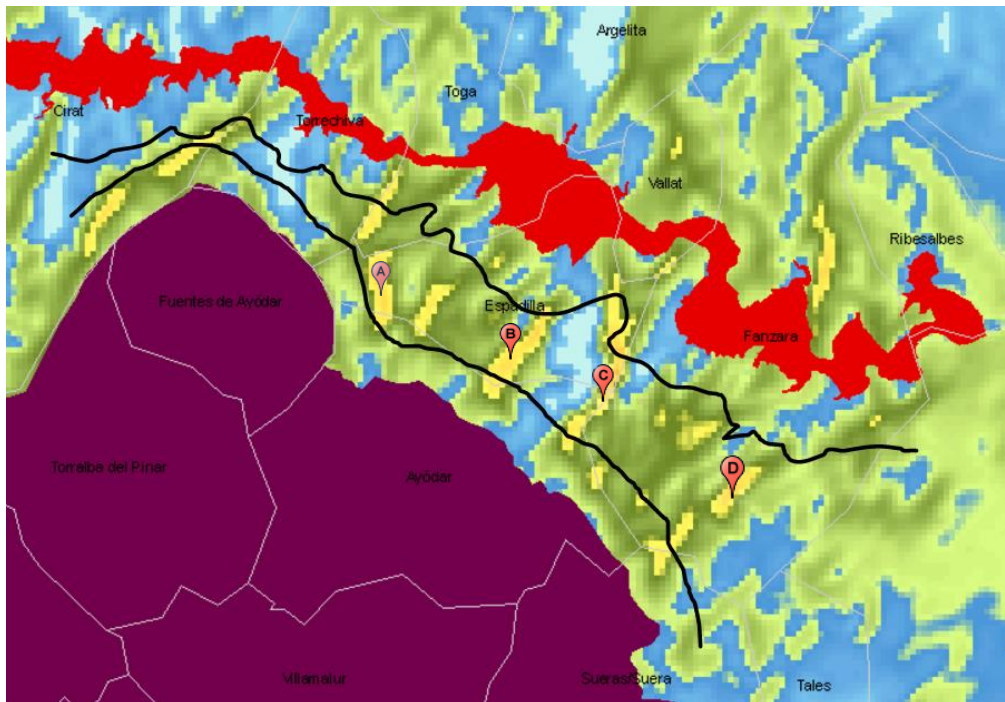 Argelita
Toga
Cirat
Torrechiva
Vallat
Ribesalbes
A
Fuentes de Ayódar
Espadilla
B
Fanzara
C
Torralba del Pinar
Ayódar
D
Villamalur
Sueras/Suera
Tales